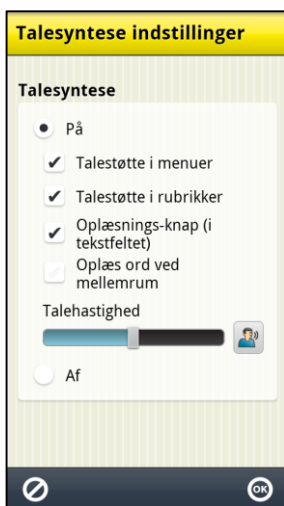 Talesyntese indstillinger
Talesyntese
På
Talestøtte i menuer
Talestøtte i rubrikker
Oplæsnings-knap (i
tekstfeltet)
Oplæs ord ved
mellemrum
Talehastighed
Af
OK